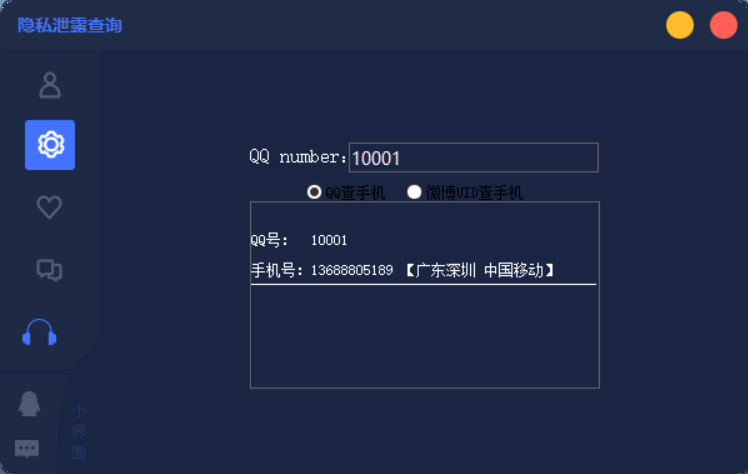 隐私泄露查询
QQ number: 10001
QQ查手机 微博UID查手机
QQ号: 10001
手机号: 13688805189 【广东深圳 中国移动】
小
界
面